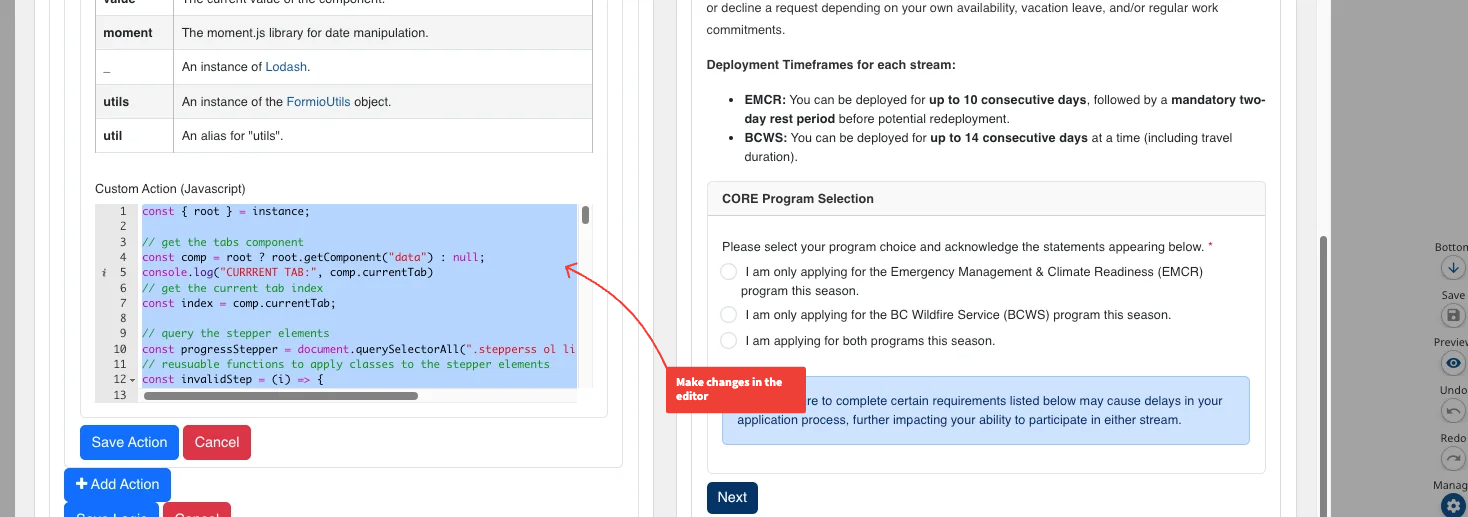 value The current value of the component.
moment The moment.js library for date manipulation.
_ An instance of Lodash.
utils An instance of the FormioUtils object.
util An alias for "utils".
Custom Action (Javascript)
1 const { root } = instance;
2
3 // get the tabs component
4 const comp = root ? root.getComponent("data") : null;
i 5 console.log("CURRRENT TAB:", comp.currentTab)
6 // get the current tab index
7 const index = comp.currentTab;
8
9 // query the stepper elements
10 const progressStepper = document.querySelectorAll(".stepperss ol li
11 // reusuable functions to apply classes to the stepper elements
12 const invalidStep = (i) => {
13
Save Action Cancel
Add Action
Save Logic Cancel
or decline a request depending on your own availability, vacation leave, and/or regular work
commitments.
Deployment Timeframes for each stream:
• EMCR: You can be deployed for up to 10 consecutive days, followed by a mandatory two-
day rest period before potential redeployment.
• BCWS: You can be deployed for up to 14 consecutive days at a time (including travel
duration).
CORE Program Selection
Please select your program choice and acknowledge the statements appearing below. *
I am only applying for the Emergency Management & Climate Readiness (EMCR)
program this season.
I am only applying for the BC Wildfire Service (BCWS) program this season.
I am applying for both programs this season.
Make changes in the
editor
re to complete certain requirements listed below may cause delays in your
application process, further impacting your ability to participate in either stream.
Next
Bottom
Save
Preview
Undo
Redo
Manag